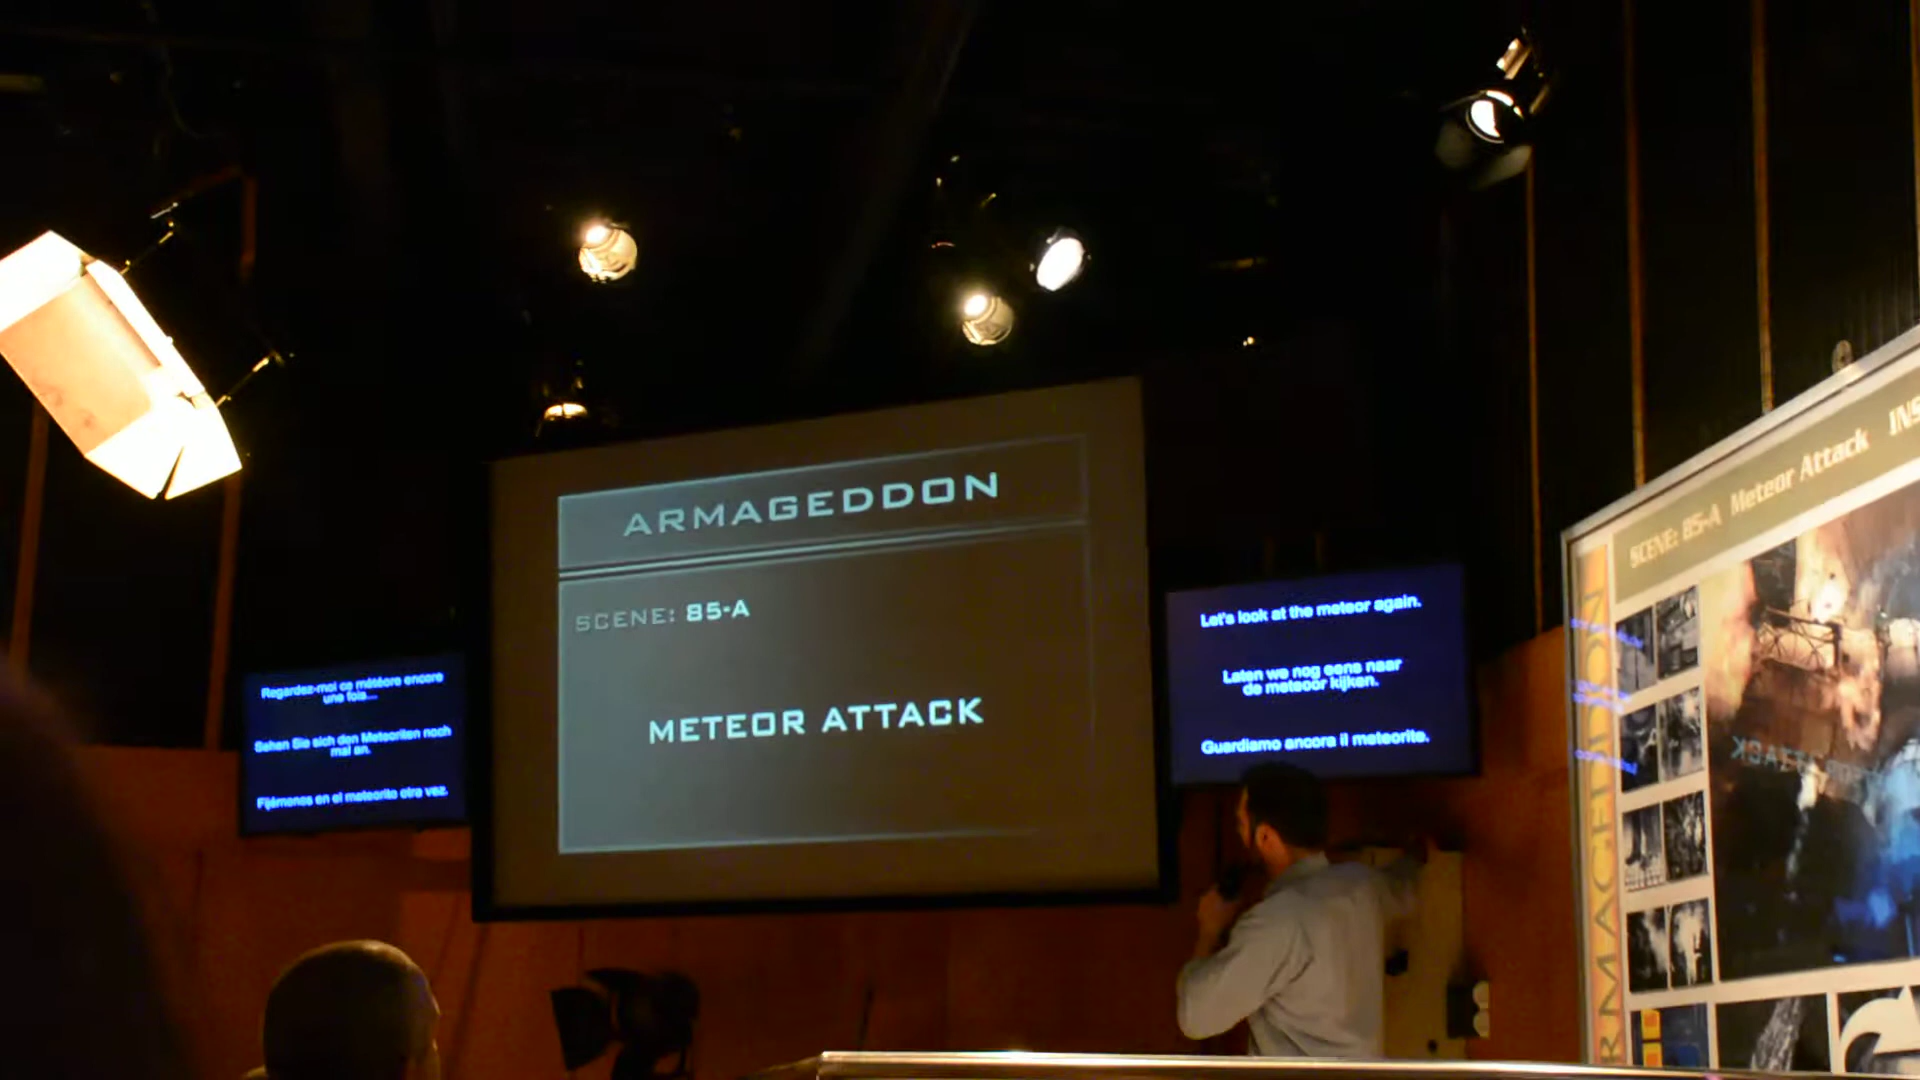 ARMAGEDDON
SCENE: 85-A
METEOR ATTACK
Regardez-moi ce météore encore
une fois...
Sehen Sie sich den Meteoriten noch
mal an.
Fijémonos en el meteorito otra vez.
Let's look at the meteor again.
Laten we nog eens naar
de meteoor kijken.
Guardiamo ancora il meteorite.
SCENE: 85-A Meteor Attack INS
ARMAGEDDON